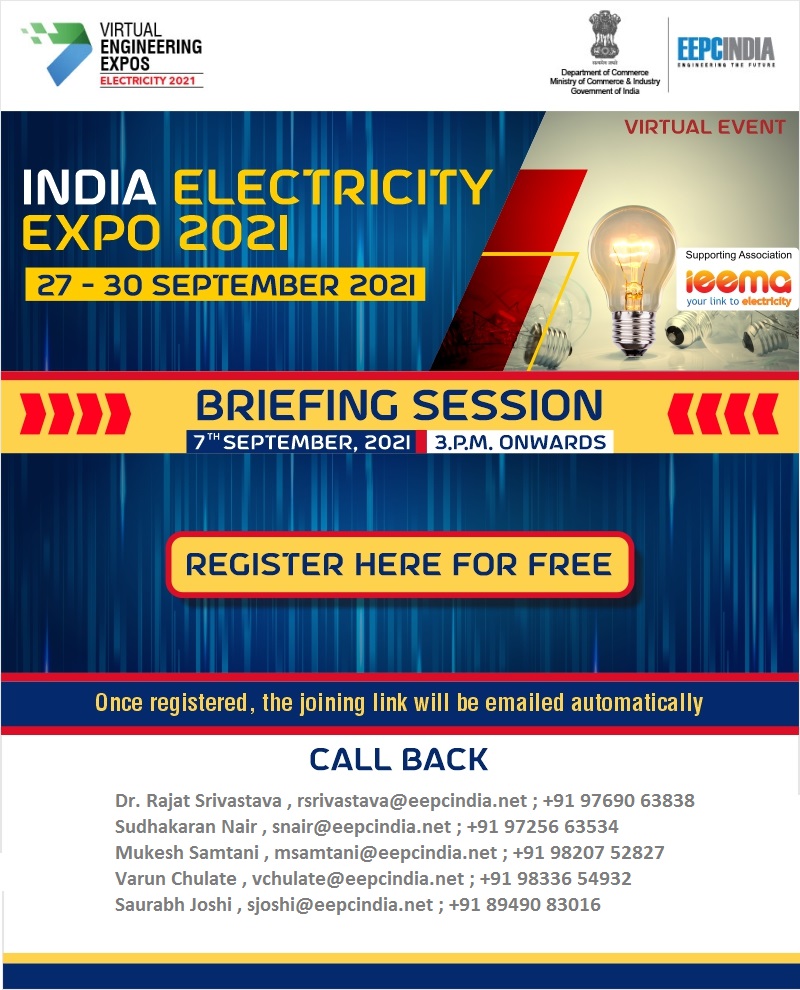 VIRTUAL
ENGINEERING
EXPOS
ELECTRICITY 2021
सत्यमेव जयते
Department of Commerce
Ministry of Commerce & Industry
Government of India
EEPCINDIA
ENGINEERING THE FUTURE
VIRTUAL EVENT
INDIA ELECTRICITY
EXPO 2021
27 - 30 SEPTEMBER 2021
Supporting Association
ieema
your link to electricity
BRIEFING SESSION
7TH SEPTEMBER, 2021 3.P.M. ONWARDS
REGISTER HERE FOR FREE
Once registered, the joining link will be emailed automatically
CALL BACK
Dr. Rajat Srivastava , rsrivastava@eepcindia.net ; +91 97690 63838
Sudhakaran Nair , snair@eepcindia.net ; +91 97256 63534
Mukesh Samtani , msamtani@eepcindia.net ; +91 98207 52827
Varun Chulate , vchulate@eepcindia.net ; +91 98336 54932
Saurabh Joshi , sjoshi@eepcindia.net ; +91 89490 83016